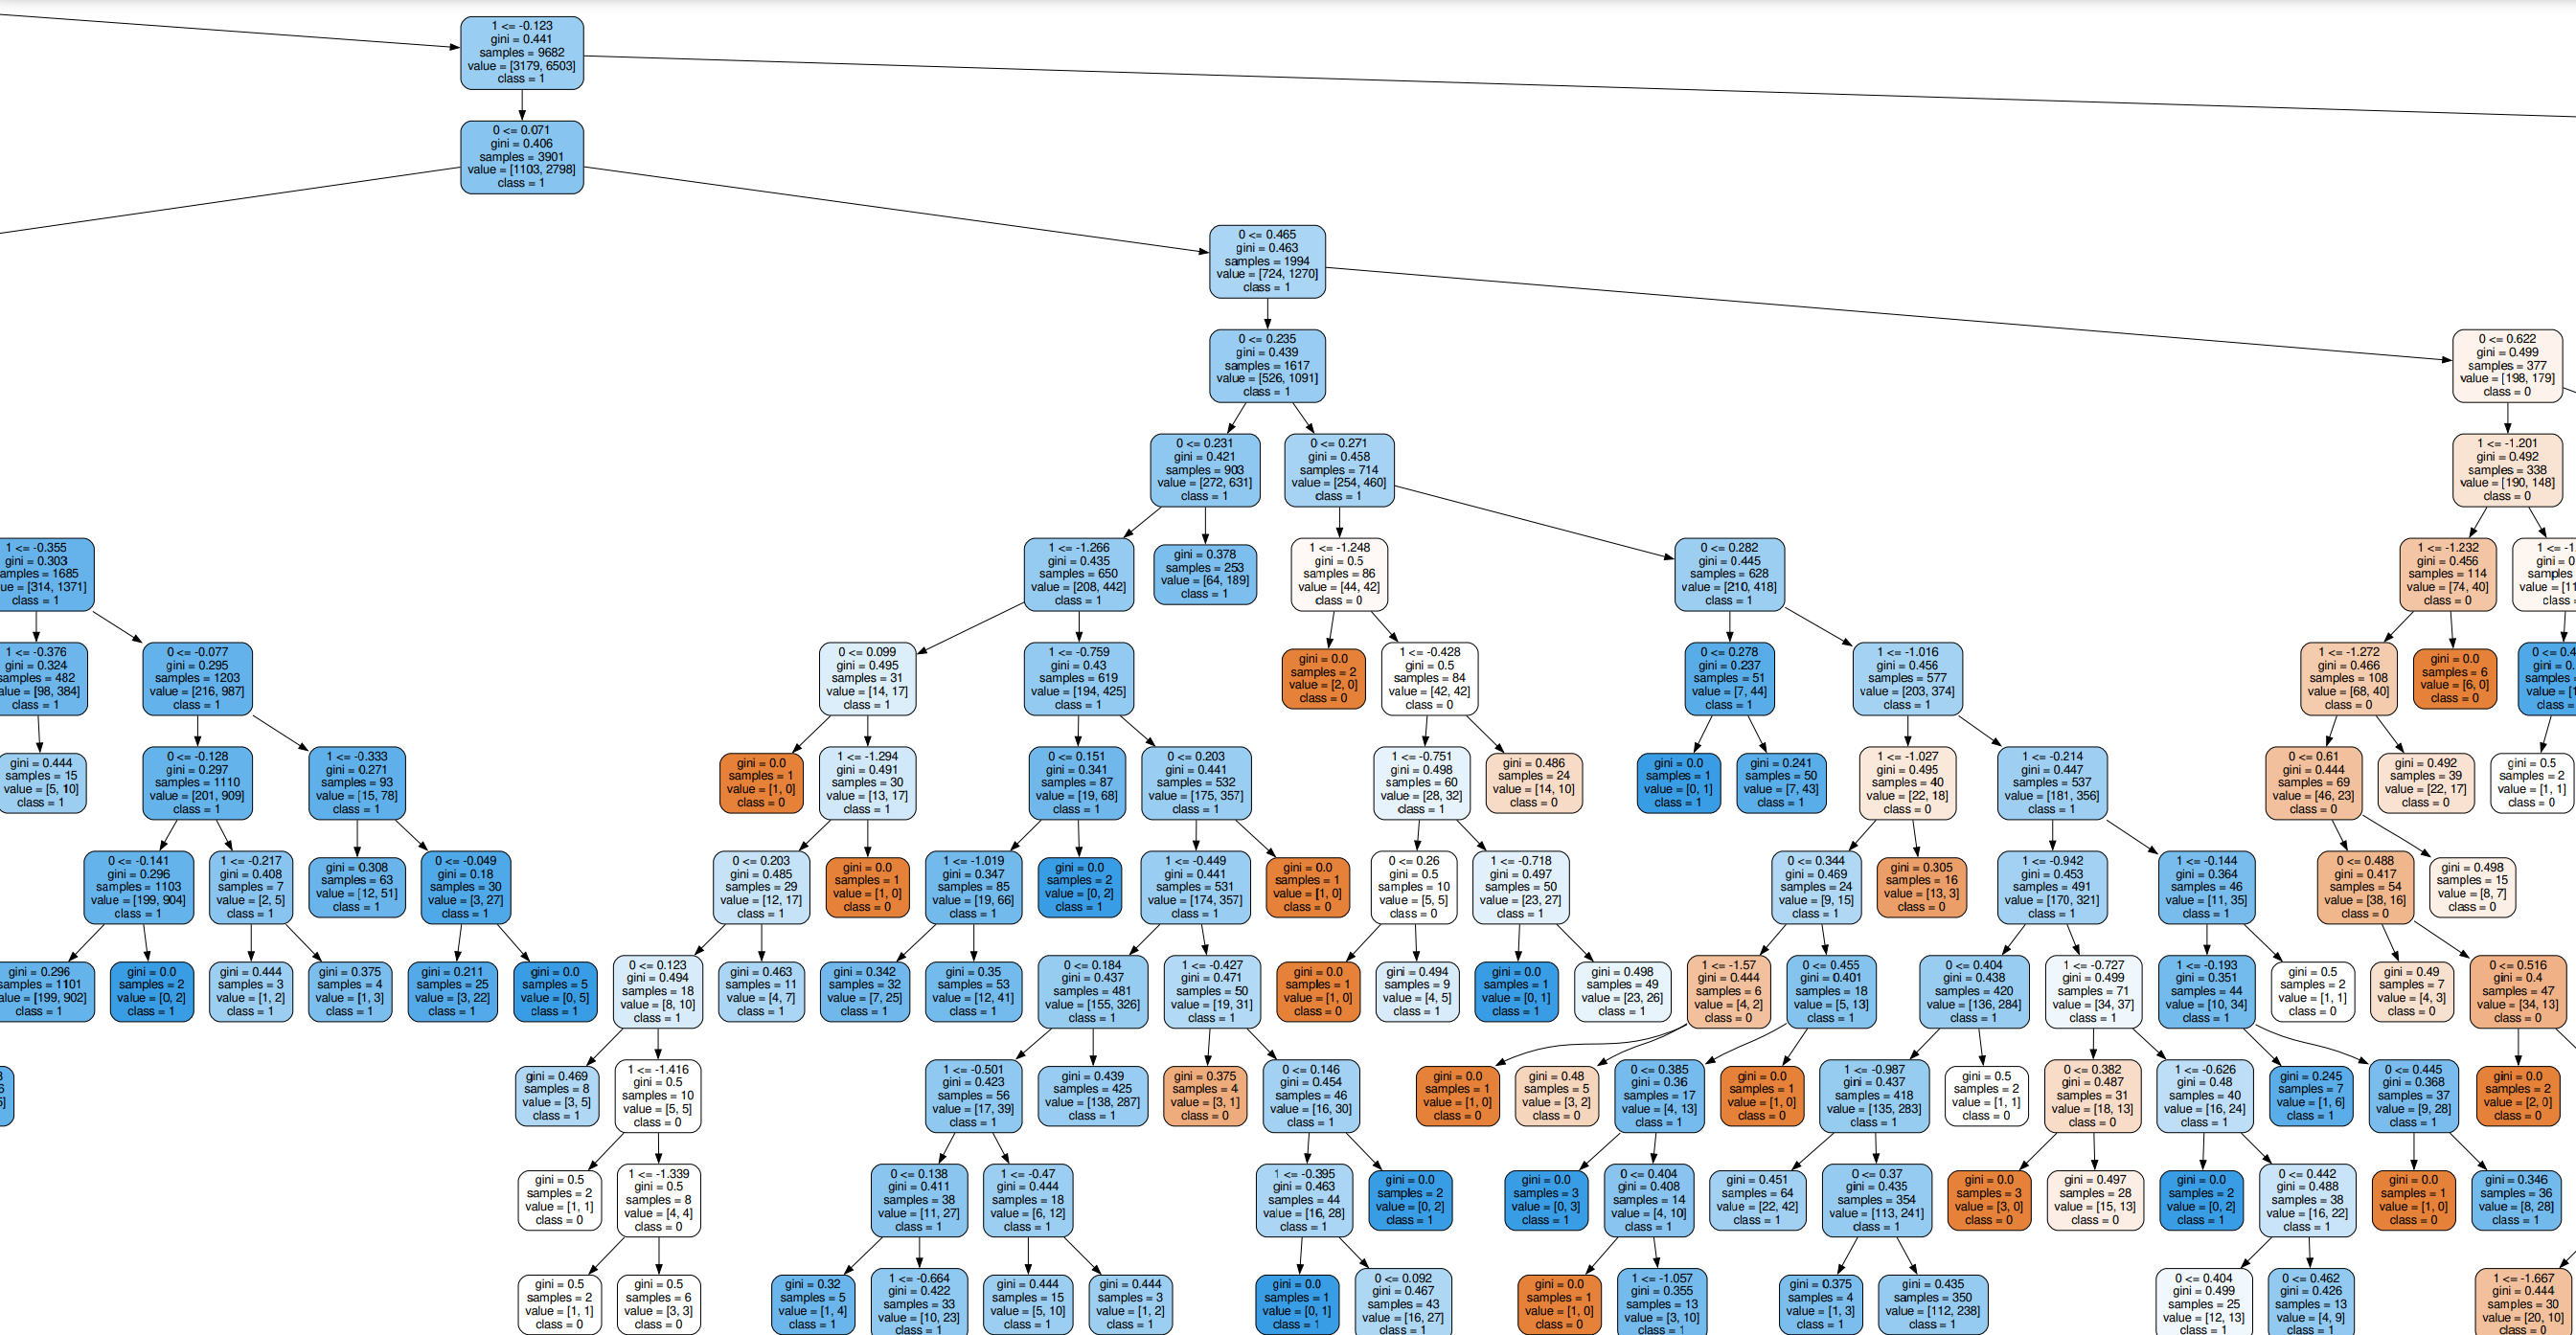 1 <= -0.123
gini = 0.441
samples = 9682
value = [3179, 6503]
class = 1
0 <= 0.071
gini = 0.406
samples = 3901
value = [1103, 2798]
class = 1
0 <= 0.465
gini = 0.463
samples = 1994
value = [724, 1270]
class = 1
0 <= 0.235
gini = 0.439
samples = 1617
value = [526, 1091]
class = 1
0 <= 0.622
gini = 0.499
samples = 377
value = [198, 179]
class = 0
0 <= 0.231
gini = 0.421
samples = 903
value = [272, 631]
class = 1
0 <= 0.271
gini = 0.458
samples = 714
value = [254, 460]
class = 1
1 <= -1.201
gini = 0.492
samples = 338
value = [190, 148]
class = 0
1 <= -0.355
gini = 0.303
amples = 1685
ue = [314, 1371]
class = 1
1 <= -1.266
gini = 0.435
samples = 650
value = [208, 442]
class = 1
gini = 0.378
samples = 253
value = [64, 189]
class = 1
1 <= -1.248
gini = 0.5
samples = 86
value = [44, 42]
class = 0
0 <= 0.282
gini = 0.445
samples = 628
value = [210, 418]
class = 1
1 <= -1.232
gini = 0.456
samples = 114
value = [74, 40]
class = 0
1 <= -1.
gini = 0
samples
value = [11
class
1 <= -0.376
gini = 0.324
samples = 482
alue = [98, 384]
class = 1
0 <= -0.077
gini = 0.295
samples = 1203
value = [216, 987]
class = 1
0 <= 0.099
gini = 0.495
samples = 31
value = [14, 17]
class = 1
1 <= -0.759
gini = 0.43
samples = 619
value = [194, 425]
class = 1
gini = 0.0
samples = 2
value = [2, 0]
class = 0
1 <= -0.428
gini = 0.5
samples = 84
value = [42, 42]
class = 0
0 <= 0.278
gini = 0.237
samples = 51
value = [7, 44]
class = 1
1 <= -1.016
gini = 0.456
samples = 577
value = [203, 374]
class = 1
1 <= -1.272
gini = 0.466
samples = 108
value = [68, 40]
class = 0
gini = 0.0
samples = 6
value = [6, 0]
class = 0
0 <= 0.4
gini = 0.
samples
value = [1
class =
gini = 0.444
samples = 15
value = [5, 10]
class = 1
0 <= -0.128
gini = 0.297
samples = 1110
value = [201, 909]
class = 1
1 <= -0.333
gini = 0.271
samples = 93
value = [15, 78]
class = 1
gini = 0.0
samples = 1
value = [1, 0]
class = 0
1 <= -1.294
gini = 0.491
samples = 30
value = [13, 17]
class = 1
0 <= 0.151
gini = 0.341
samples = 87
value = [19, 68]
class = 1
0 <= 0.203
gini = 0.441
samples = 532
value = [175, 357]
class = 1
1 <= -0.751
gini = 0.498
samples = 60
value = [28, 32]
class = 1
gini = 0.486
samples = 24
value = [14, 10]
class = 0
gini = 0.0
samples = 1
value = [0, 1]
class = 1
gini = 0.241
samples = 50
value = [7, 43]
class = 1
1 <= -1.027
gini = 0.495
samples = 40
value = [22, 18]
class = 0
1 <= -0.214
gini = 0.447
samples = 537
value = [181, 356]
class = 1
0 <= 0.61
gini = 0.444
samples = 69
value = [46, 23]
class = 0
gini = 0.492
samples = 39
value = [22, 17]
class = 0
gini = 0.5
samples = 2
value = [1, 1]
class = 0
0 <= -0.141
gini = 0.296
samples = 1103
value = [199, 904]
class = 1
1 <= -0.217
gini = 0.408
samples = 7
value = [2, 5]
class = 1
gini = 0.308
samples = 63
value = [12, 51]
class = 1
0 <= -0.049
gini = 0.18
samples = 30
value = [3, 27]
class = 1
0 <= 0.203
gini = 0.485
samples = 29
value = [12, 17]
class = 1
gini = 0.0
samples = 1
value = [1, 0]
class = 0
1 <= -1.019
gini = 0.347
samples = 85
value = [19, 66]
class = 1
gini = 0.0
samples = 2
value = [0, 2]
class = 1
1 <= -0.449
gini = 0.441
samples = 531
value = [174, 357]
class = 1
gini = 0.0
samples = 1
value = [1, 0]
class = 0
0 <= 0.26
gini = 0.5
samples = 10
value = [5, 5]
class = 0
1 <= -0.718
gini = 0.497
samples = 50
value = [23, 27]
class = 1
0 <= 0.344
gini = 0.469
samples = 24
value = [9, 15]
class = 1
gini = 0.305
samples = 16
value = [13, 3]
class = 0
1 <= -0.942
gini = 0.453
samples = 491
value = [170, 321]
class = 1
1 <= -0.144
gini = 0.364
samples = 46
value = [11, 35]
class = 1
0 <= 0.488
gini = 0.417
samples = 54
value = [38, 16]
class = 0
gini = 0.498
samples = 15
value = [8, 7]
class = 0
gini = 0.296
samples = 1101
alue = [199, 902]
class = 1
gini = 0.0
samples = 2
value = [0, 2]
class = 1
gini = 0.444
samples = 3
value = [1, 2]
class = 1
gini = 0.375
samples = 4
value = [1, 3]
class = 1
gini = 0.211
samples = 25
value = [3, 22]
class = 1
gini = 0.0
samples = 5
value = [0, 5]
class = 1
0 <= 0.123
gini = 0.494
samples = 18
value = [8, 10]
class = 1
gini = 0.463
samples = 11
value = [4, 7]
class = 1
gini = 0.342
samples = 32
value = [7, 25]
class = 1
gini = 0.35
samples = 53
value = [12, 41]
class = 1
0 <= 0.184
gini = 0.437
samples = 481
value = [155, 326]
class = 1
1 <= -0.427
gini = 0.471
samples = 50
value = [19, 31]
class = 1
gini = 0.0
samples = 1
value = [1, 0]
class = 0
gini = 0.494
samples = 9
value = [4, 5]
class = 1
gini = 0.0
samples = 1
value = [0, 1]
class = 1
gini = 0.498
samples = 49
value = [23, 26]
class = 1
1 <= -1.57
gini = 0.444
samples = 6
value = [4, 2]
class = 0
0 <= 0.455
gini = 0.401
samples = 18
value = [5, 13]
class = 1
0 <= 0.404
gini = 0.438
samples = 420
value = [136, 284]
class = 1
1 <= -0.727
gini = 0.499
samples = 71
value = [34, 37]
class = 1
1 <= -0.193
gini = 0.351
samples = 44
value = [10, 34]
class = 1
gini = 0.5
samples = 2
value = [1, 1]
class = 0
gini = 0.49
samples = 7
value = [4, 3]
class = 0
0 <= 0.516
gini = 0.4
samples = 47
value = [34, 13]
class = 0
gini = 0.469
samples = 8
value = [3, 5]
class = 1
1 <= -1.416
gini = 0.5
samples = 10
value = [5, 5]
class = 0
1 <= -0.501
gini = 0.423
samples = 56
value = [17, 39]
class = 1
gini = 0.439
samples = 425
value = [138, 287]
class = 1
gini = 0.375
samples = 4
value = [3, 1]
class = 0
0 <= 0.146
gini = 0.454
samples = 46
value = [16, 30]
class = 1
gini = 0.0
samples = 1
value = [1, 0]
class = 0
gini = 0.48
samples = 5
value = [3, 2]
class = 0
0 <= 0.385
gini = 0.36
samples = 17
value = [4, 13]
class = 1
gini = 0.0
samples = 1
value = [1, 0]
class = 0
1 <= -0.987
gini = 0.437
samples = 418
value = [135, 283]
class = 1
gini = 0.5
samples = 2
value = [1, 1]
class = 0
0 <= 0.382
gini = 0.487
samples = 31
value = [18, 13]
class = 0
1 <= -0.626
gini = 0.48
samples = 40
value = [16, 24]
class = 1
gini = 0.245
samples = 7
value = [1, 6]
class = 1
0 <= 0.445
gini = 0.368
samples = 37
value = [9, 28]
class = 1
gini = 0.0
samples = 2
value = [2, 0]
class = 0
gini = 0.5
samples = 2
value = [1, 1]
class = 0
1 <= -1.339
gini = 0.5
samples = 8
value = [4, 4]
class = 0
0 <= 0.138
gini = 0.411
samples = 38
value = [11, 27]
class = 1
1 <= -0.47
gini = 0.444
samples = 18
value = [6, 12]
class = 1
1 <= -0.395
gini = 0.463
samples = 44
value = [16, 28]
class = 1
gini = 0.0
samples = 2
value = [0, 2]
class = 1
gini = 0.0
samples = 3
value = [0, 3]
class = 1
0 <= 0.404
gini = 0.408
samples = 14
value = [4, 10]
class = 1
gini = 0.451
samples = 64
value = [22, 42]
class = 1
0 <= 0.37
gini = 0.435
samples = 354
value = [113, 241]
class = 1
gini = 0.0
samples = 3
value = [3, 0]
class = 0
gini = 0.497
samples = 28
value = [15, 13]
class = 0
gini = 0.0
samples = 2
value = [0, 2]
class = 1
0 <= 0.442
gini = 0.488
samples = 38
value = [16, 22]
class = 1
gini = 0.0
samples = 1
value = [1, 0]
class = 0
gini = 0.346
samples = 36
value = [8, 28]
class = 1
gini = 0.5
samples = 2
value = [1, 1]
class = 0
gini = 0.5
samples = 6
value = [3, 3]
class = 0
gini = 0.32
samples = 5
value = [1, 4]
class = 1
1 <= -0.664
gini = 0.422
samples = 33
value = [10, 23]
class = 1
gini = 0.444
samples = 15
value = [5, 10]
class = 1
gini = 0.444
samples = 3
value = [1, 2]
class = 1
gini = 0.0
samples = 1
value = [0, 1]
class = 1
0 <= 0.092
gini = 0.467
samples = 43
value = [16, 27]
class = 1
gini = 0.0
samples = 1
value = [1, 0]
class = 0
1 <= -1.057
gini = 0.355
samples = 13
value = [3, 10]
class = 1
gini = 0.375
samples = 4
value = [1, 3]
class = 1
gini = 0.435
samples = 350
value = [112, 238]
class = 1
0 <= 0.404
gini = 0.499
samples = 25
value = [12, 13]
class = 1
0 <= 0.462
gini = 0.426
samples = 13
value = [4, 9]
class = 1
1 <= -1.667
gini = 0.444
samples = 30
value = [20, 10]
class = 0